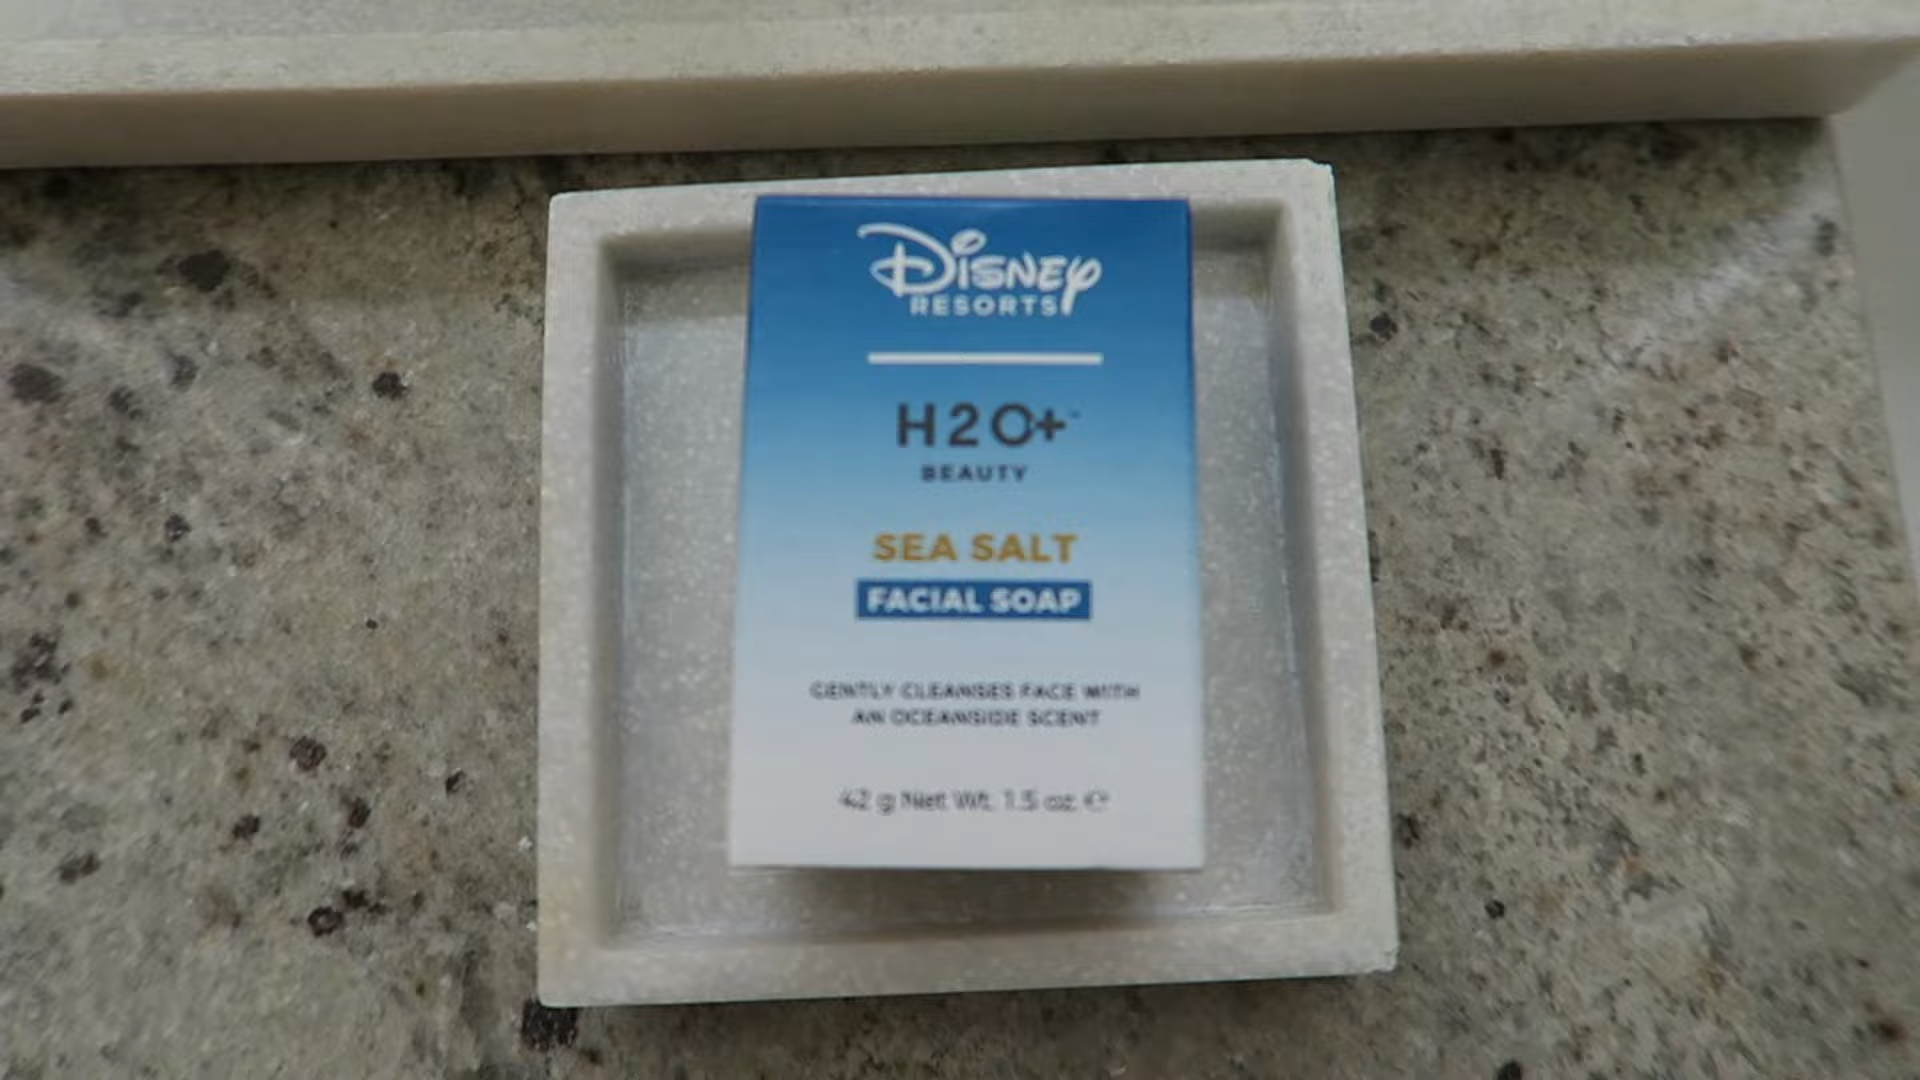 Disney
RESORTS
H2O+
BEAUTY
SEA SALT
FACIAL SOAP
GENTLY CLEANSES FACE WITH
AN OCEANSIDE SCENT
42 g Net Wt. 1.5 oz ℮